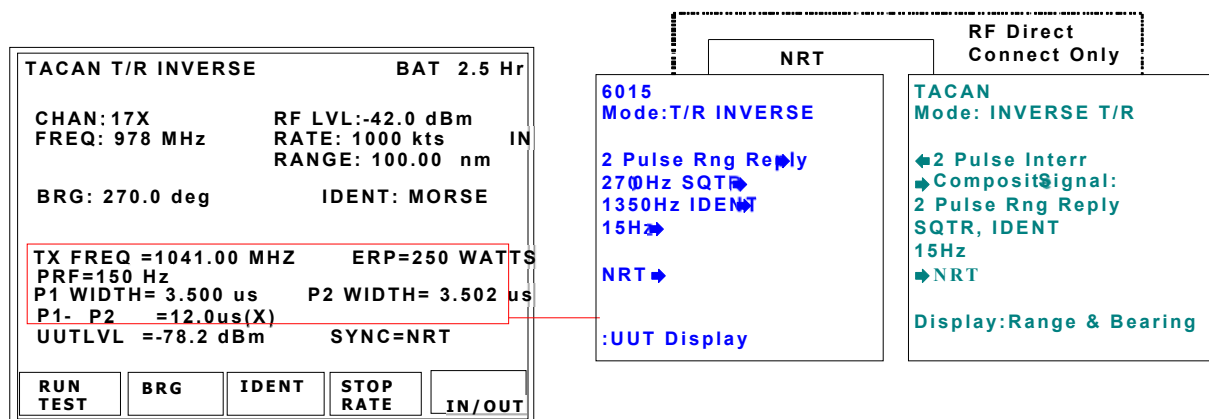 TACAN T/R INVERSE BAT 2.5 Hr
CHAN: 17X RF LVL:-42.0 dBm
FREQ: 978 MHz RATE: 1000 kts IN
RANGE: 100.00 nm
BRG: 270.0 deg IDENT: MORSE
TX FREQ =1041.00 MHZ ERP=250 WATTS
PRF=150 Hz
P1 WIDTH= 3.500 us P2 WIDTH= 3.502 us
P1- P2 =12.0us(X)
UUTLVL =-78.2 dBm SYNC=NRT
RUN TEST
BRG
IDENT
STOP RATE
IN/OUT
RF Direct
Connect Only
NRT
6015
Mode:T/R INVERSE
2 Pulse Rng Reply
2700Hz SQTR
1350Hz IDENT
15Hz
NRT
:UUT Display
TACAN
Mode: INVERSE T/R
2 Pulse Interr
Composite Signal:
2 Pulse Rng Reply
SQTR, IDENT
15Hz
NRT
Display:Range & Bearing